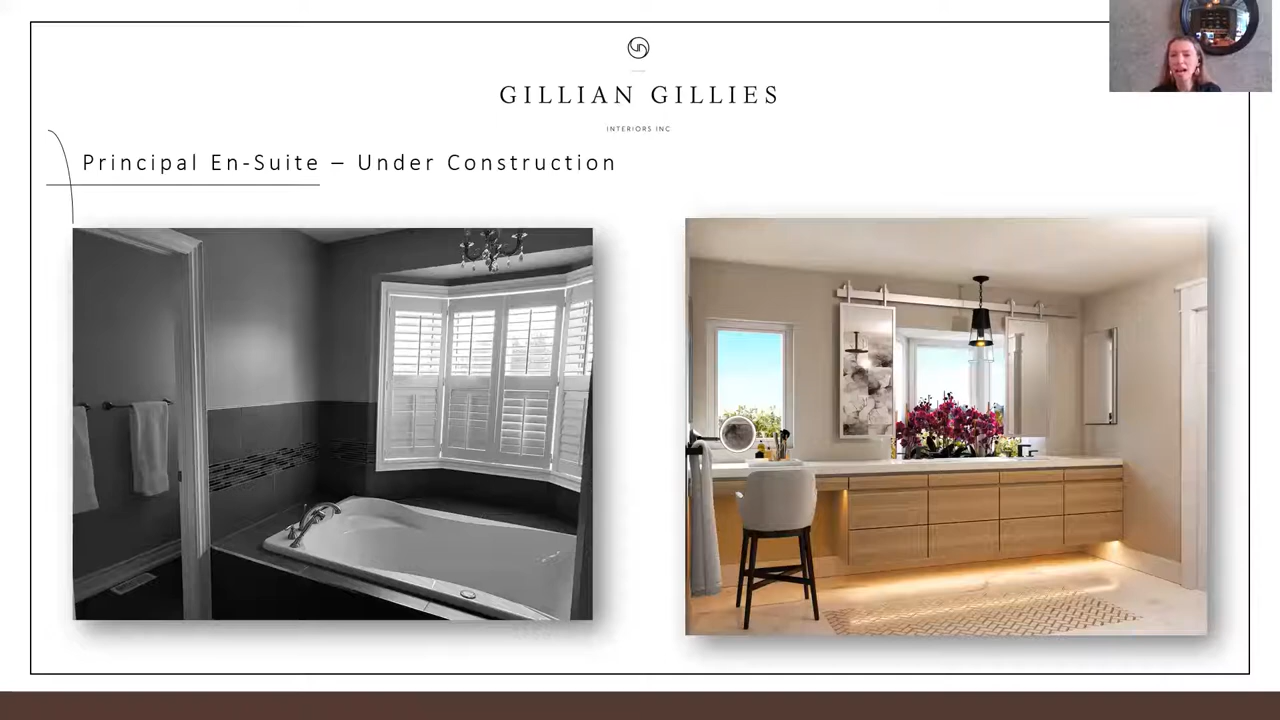 GILLIAN GILLIES
INTERIORS INC
Principal En-Suite – Under Construction